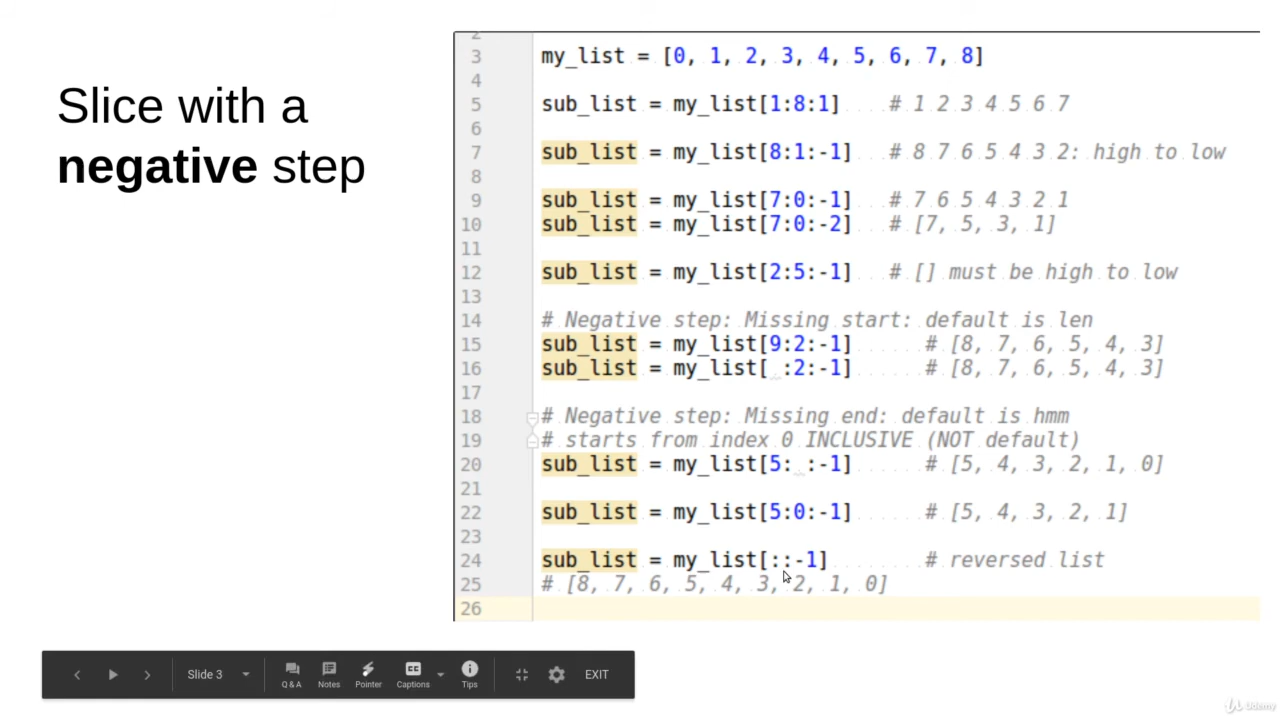 Slice with a
negative step
2
3 my_list = [0, 1, 2, 3, 4, 5, 6, 7, 8]
4
5 sub_list = my_list[1:8:1] # 1 2 3 4 5 6 7
6
7 sub_list = my_list[8:1:-1] # 8 7 6 5 4 3 2: high to low
8
9 sub_list = my_list[7:0:-1] # 7 6 5 4 3 2 1
10 sub_list = my_list[7:0:-2] # [7, 5, 3, 1]
11
12 sub_list = my_list[2:5:-1] # [] must be high to low
13
14 # Negative step: Missing start: default is len
15 sub_list = my_list[9:2:-1] # [8, 7, 6, 5, 4, 3]
16 sub_list = my_list[ :2:-1] # [8, 7, 6, 5, 4, 3]
17
18 # Negative step: Missing end: default is hmm
19 # starts from index 0 INCLUSIVE (NOT default)
20 sub_list = my_list[5: :-1] # [5, 4, 3, 2, 1, 0]
21
22 sub_list = my_list[5:0:-1] # [5, 4, 3, 2, 1]
23
24 sub_list = my_list[::-1] # reversed list
25 # [8, 7, 6, 5, 4, 3, 2, 1, 0]
26
Slide 3 Q&A Notes Pointer CC Captions Tips EXIT
Udemy